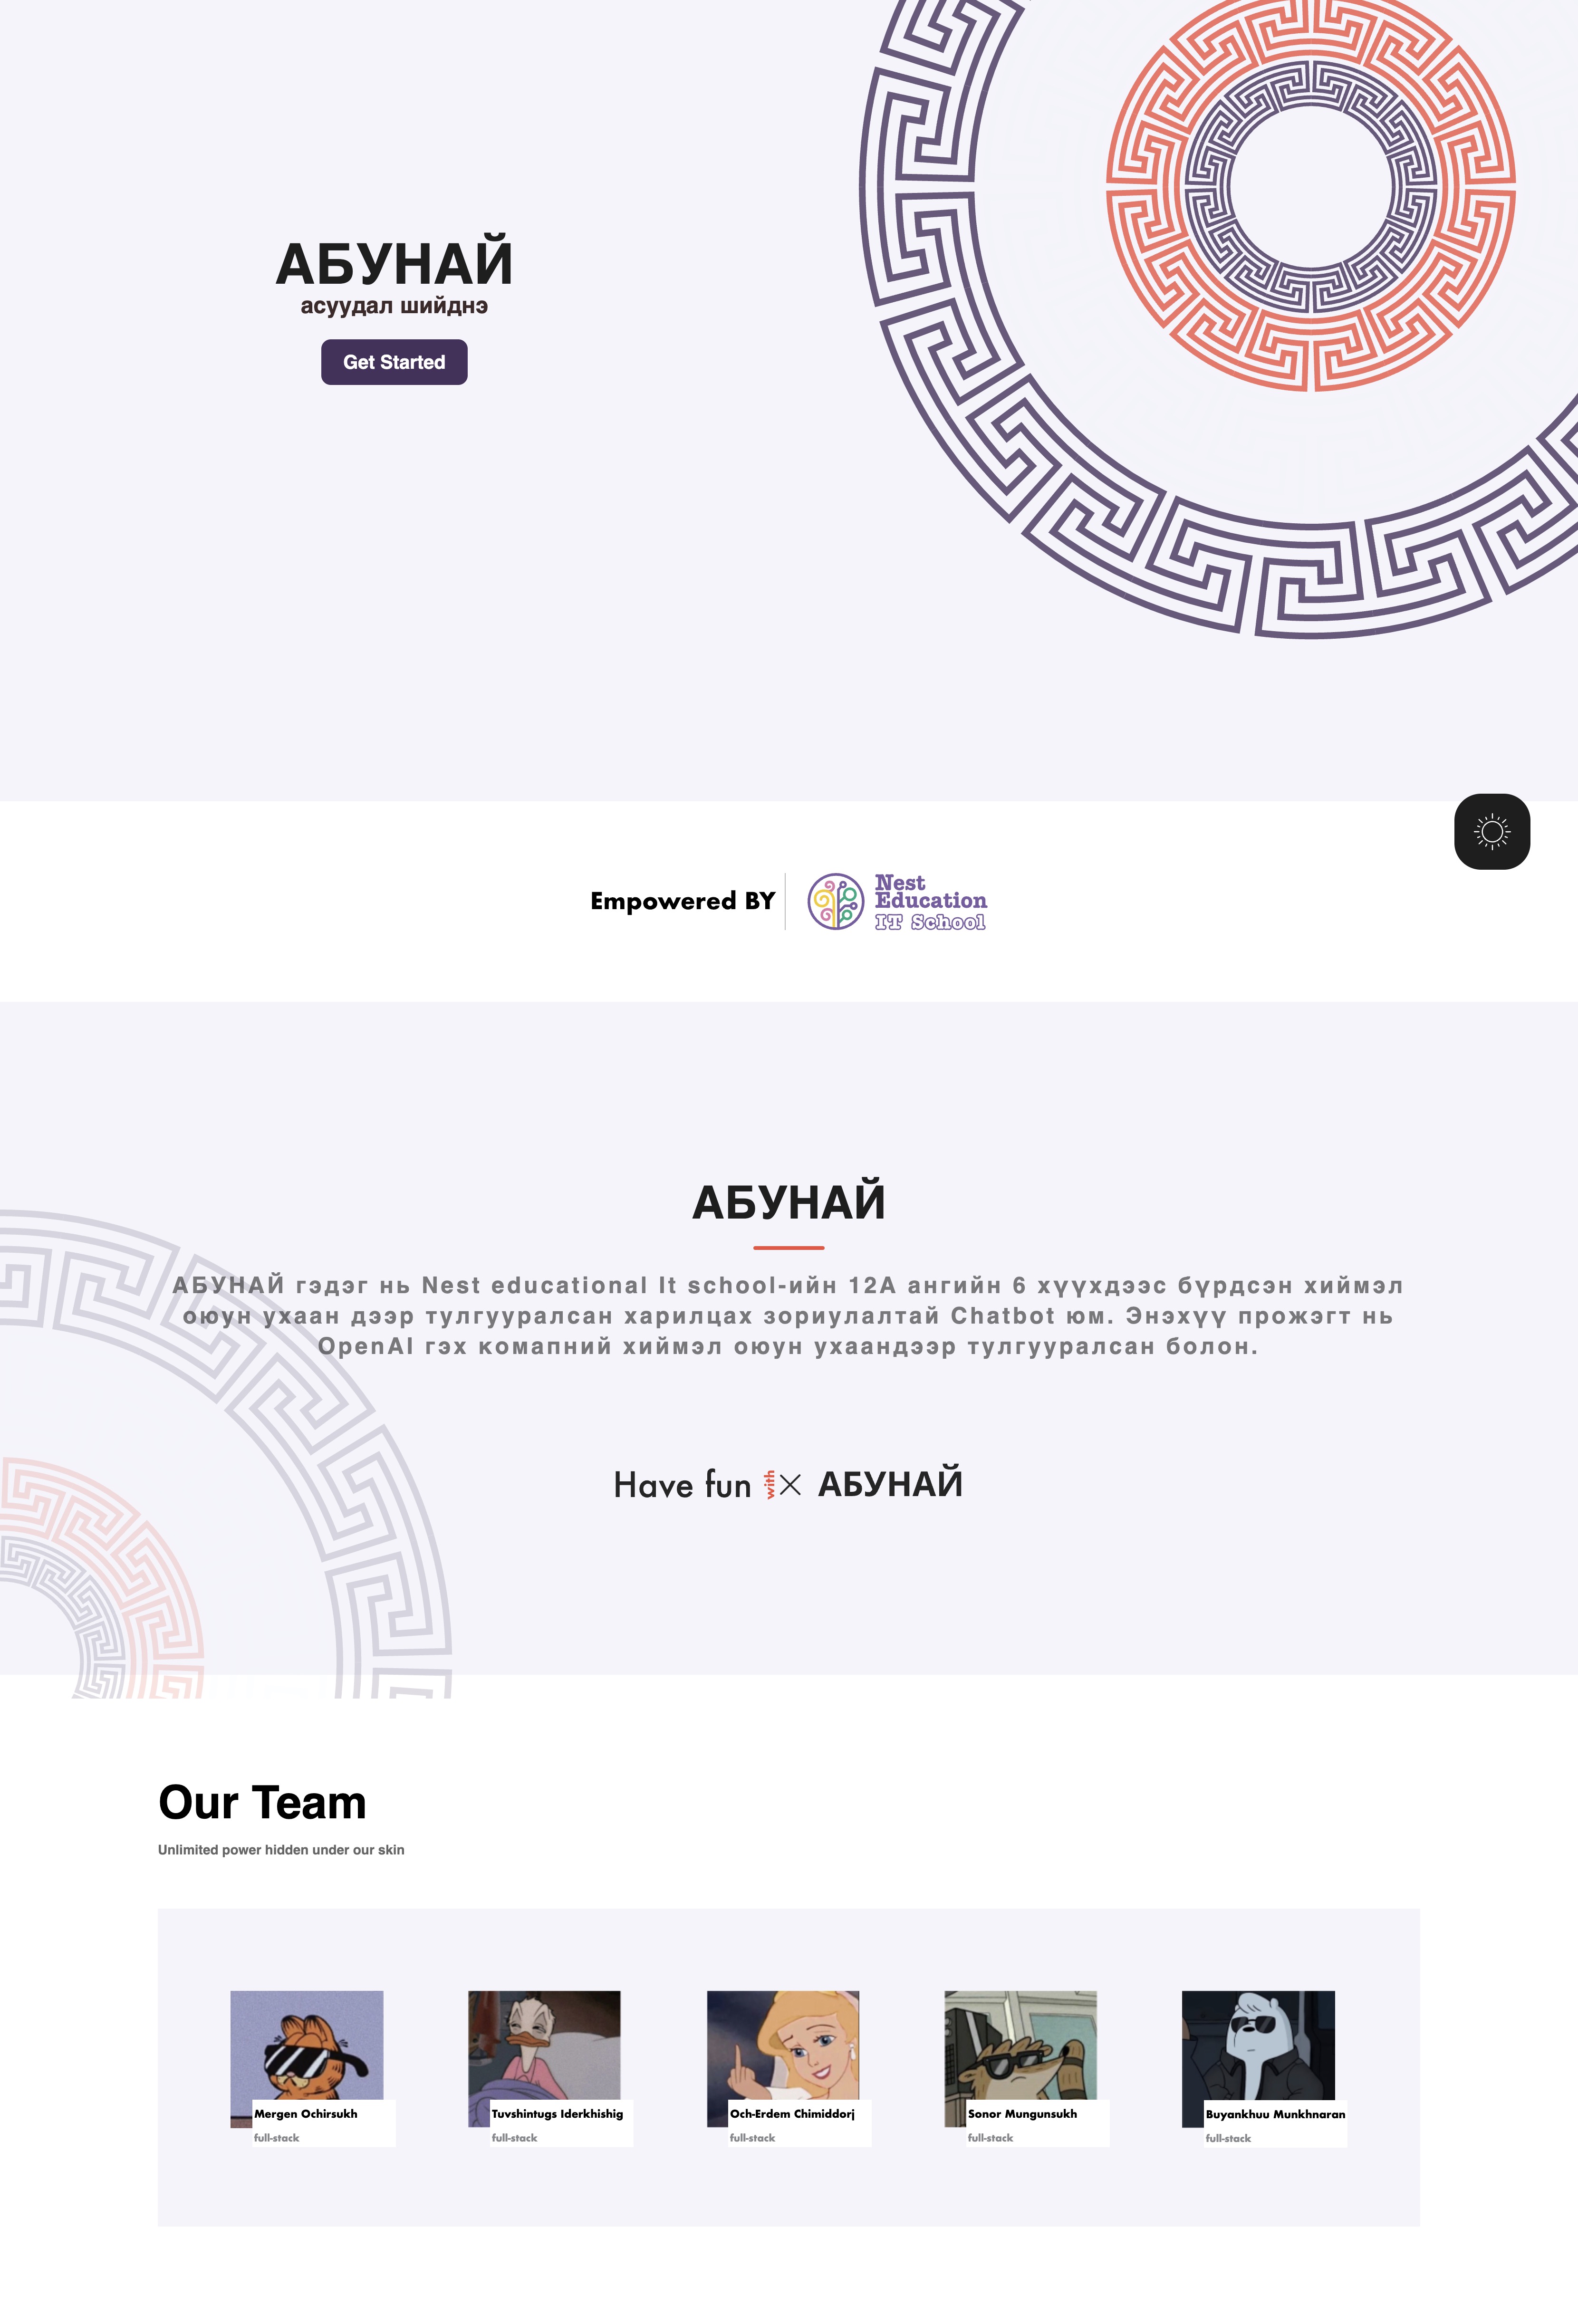 АБУНАЙ
асуудал шийднэ
Get Started
Empowered BY
Nest
Education
IT School
АБУНАЙ
АБУНАЙ гэдэг нь Nest educational It school-ийн 12А ангийн 6 хүүхдээс бүрдсэн хиймэл
оюун ухаан дээр тулгууралсан харилцах зориулалтай Chatbot юм. Энэхүү прожэгт нь
OpenAI гэх комапний хиймэл оюун ухаандээр тулгууралсан болон.
Have fun with АБУНАЙ
Our Team
Unlimited power hidden under our skin
Mergen Ochirsukh
full-stack
Tuvshintugs Iderkhishig
full-stack
Och-Erdem Chimiddorj
full-stack
Sonor Mungunsukh
full-stack
Buyankhuu Munkhnaran
full-stack